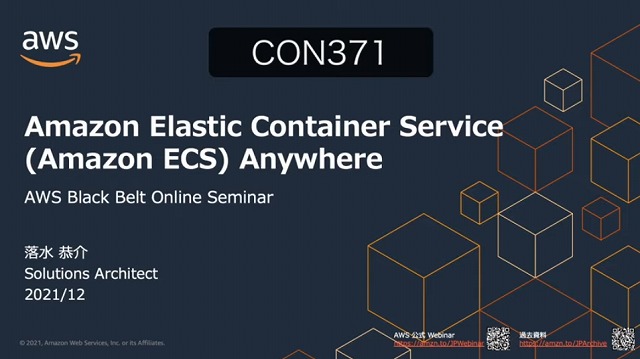 aws
CON371
Amazon Elastic Container Service
(Amazon ECS) Anywhere
AWS Black Belt Online Seminar
落水 恭介
Solutions Architect
2021/12
AWS 公式 Webinar
https://amzn.to/JPWebinar
過去資料
https://amzn.to/JPArchive
© 2021, Amazon Web Services, Inc. or its Affiliates.